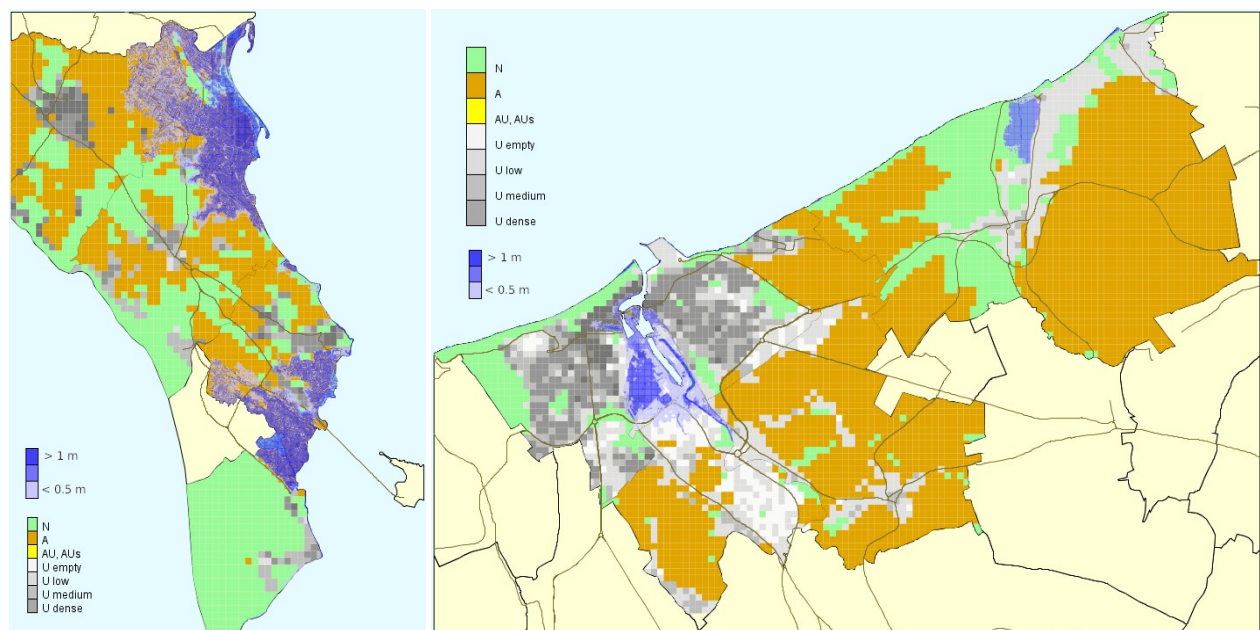 > 1 m
< 0.5 m
N
A
AU, AUs
U empty
U low
U medium
U dense
N
A
AU, AUs
U empty
U low
U medium
U dense
> 1 m
< 0.5 m